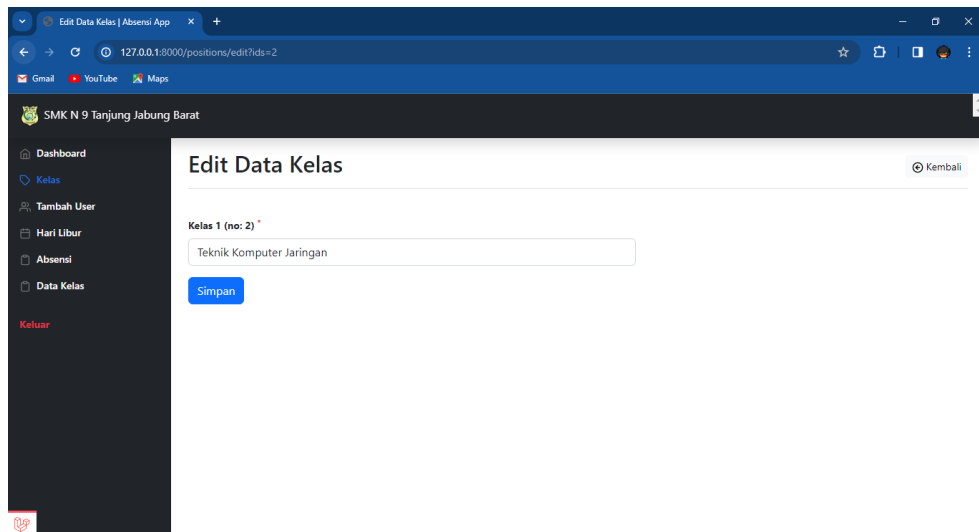 Edit Data Kelas | Absensi App
127.0.0.1:8000/positions/edit?ids=2
Gmail YouTube Maps
SMK N 9 Tanjung Jabung Barat
Dashboard
Kelas
Tambah User
Hari Libur
Absensi
Data Kelas
Keluar
Edit Data Kelas
Kembali
Kelas 1 (no: 2) *
Teknik Komputer Jaringan
Simpan